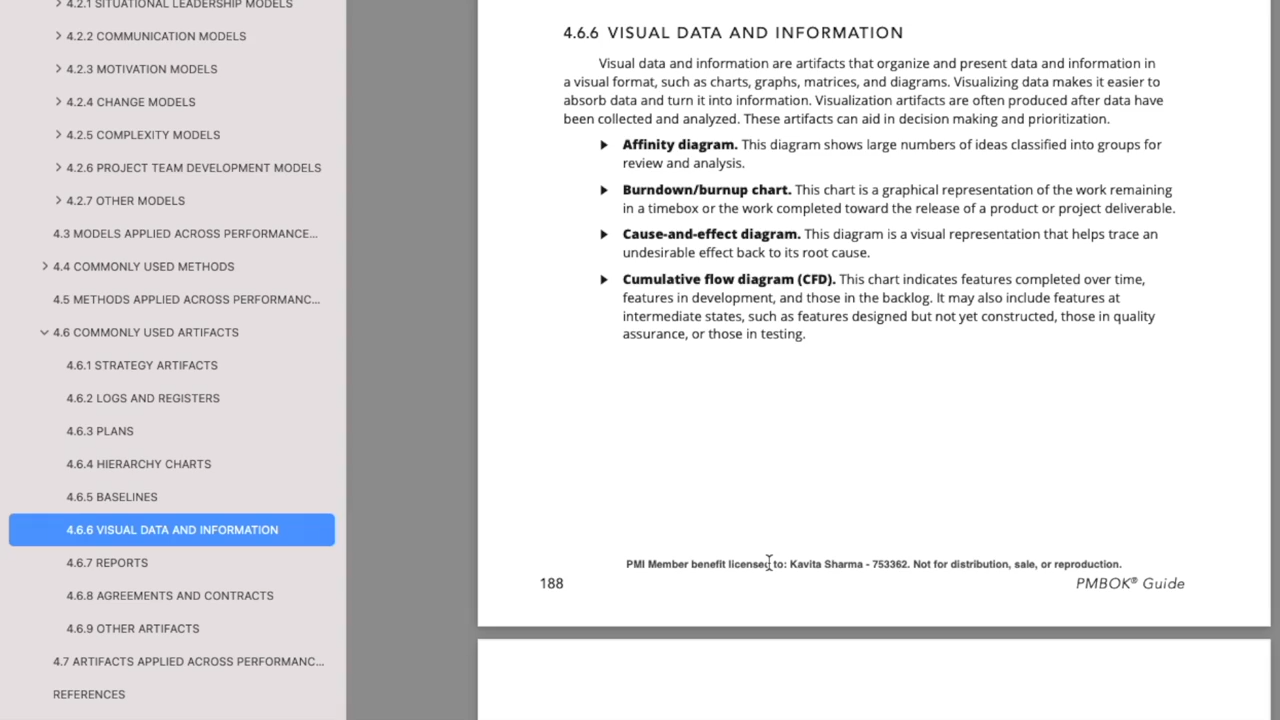 4.2.1 SITUATIONAL LEADERSHIP MODELS
4.2.2 COMMUNICATION MODELS
4.2.3 MOTIVATION MODELS
4.2.4 CHANGE MODELS
4.2.5 COMPLEXITY MODELS
4.2.6 PROJECT TEAM DEVELOPMENT MODELS
4.2.7 OTHER MODELS
4.3 MODELS APPLIED ACROSS PERFORMANCE...
4.4 COMMONLY USED METHODS
4.5 METHODS APPLIED ACROSS PERFORMANC...
4.6 COMMONLY USED ARTIFACTS
4.6.1 STRATEGY ARTIFACTS
4.6.2 LOGS AND REGISTERS
4.6.3 PLANS
4.6.4 HIERARCHY CHARTS
4.6.5 BASELINES
4.6.6 VISUAL DATA AND INFORMATION
4.6.7 REPORTS
4.6.8 AGREEMENTS AND CONTRACTS
4.6.9 OTHER ARTIFACTS
4.7 ARTIFACTS APPLIED ACROSS PERFORMANC...
REFERENCES
4.6.6 VISUAL DATA AND INFORMATION
Visual data and information are artifacts that organize and present data and information in
a visual format, such as charts, graphs, matrices, and diagrams. Visualizing data makes it easier to
absorb data and turn it into information. Visualization artifacts are often produced after data have
been collected and analyzed. These artifacts can aid in decision making and prioritization.
Affinity diagram. This diagram shows large numbers of ideas classified into groups for
review and analysis.
Burndown/burnup chart. This chart is a graphical representation of the work remaining
in a timebox or the work completed toward the release of a product or project deliverable.
Cause-and-effect diagram. This diagram is a visual representation that helps trace an
undesirable effect back to its root cause.
Cumulative flow diagram (CFD). This chart indicates features completed over time,
features in development, and those in the backlog. It may also include features at
intermediate states, such as features designed but not yet constructed, those in quality
assurance, or those in testing.
PMI Member benefit licensed to: Kavita Sharma - 753362. Not for distribution, sale, or reproduction.
188
PMBOK® Guide